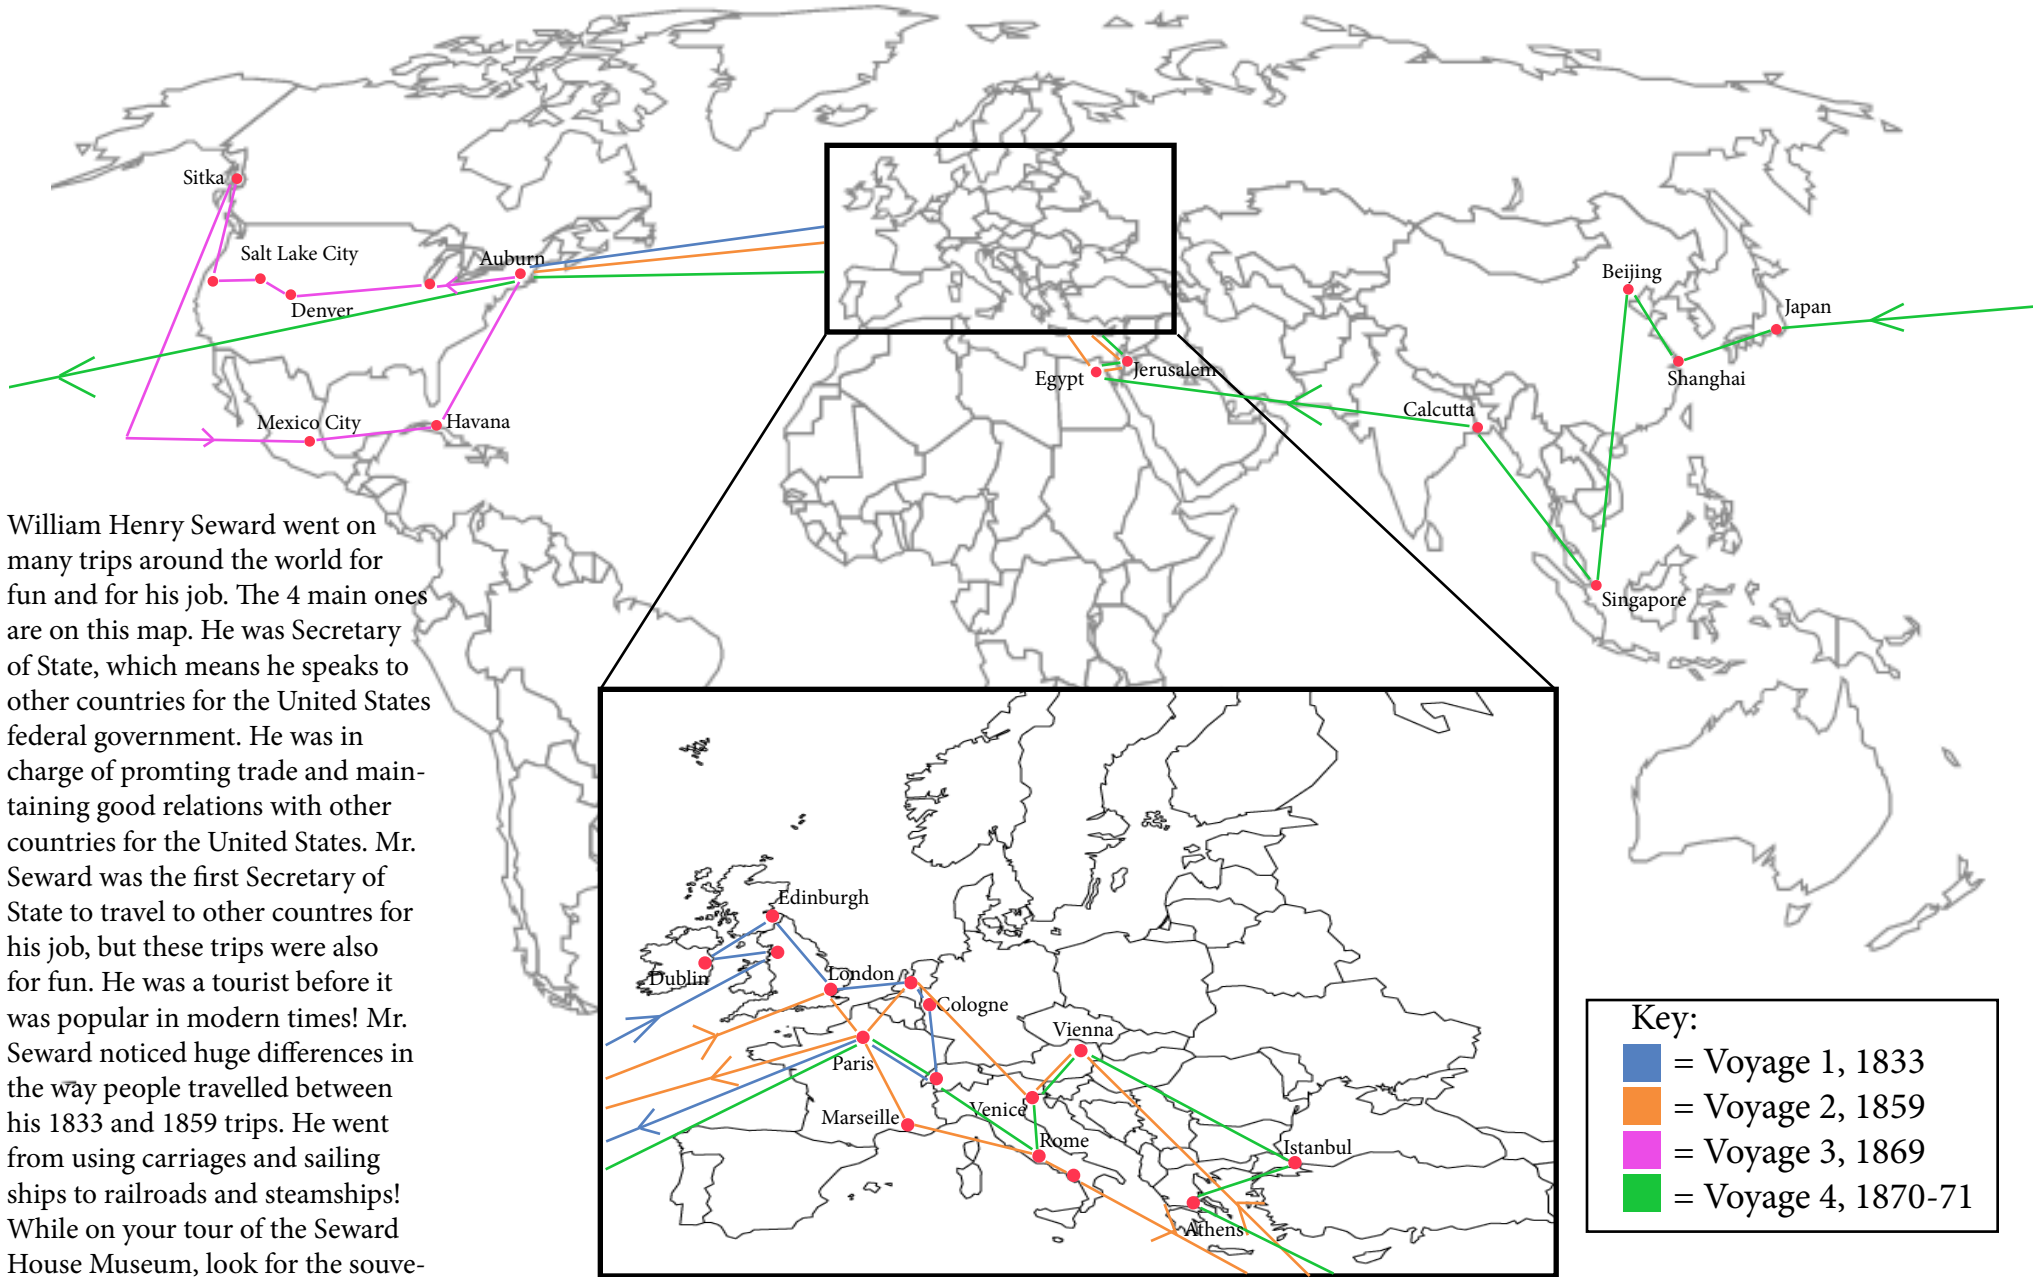 Sitka
Salt Lake City
Auburn
Denver
Mexico City
Havana
Egypt
Jerusalem
Calcutta
Beijing
Japan
Shanghai
Singapore
William Henry Seward went on
many trips around the world for
fun and for his job. The 4 main ones
are on this map. He was Secretary
of State, which means he speaks to
other countries for the United States
federal government. He was in
charge of promting trade and main-
taining good relations with other
countries for the United States. Mr.
Seward was the first Secretary of
State to travel to other countres for
his job, but these trips were also
for fun. He was a tourist before it
was popular in modern times! Mr.
Seward noticed huge differences in
the way people travelled between
his 1833 and 1859 trips. He went
from using carriages and sailing
ships to railroads and steamships!
While on your tour of the Seward
House Museum, look for the souve-
Edinburgh
Dublin
London
Cologne
Vienna
Paris
Venice
Marseille
Rome
Istanbul
Athens
Key:
= Voyage 1, 1833
= Voyage 2, 1859
= Voyage 3, 1869
= Voyage 4, 1870-71